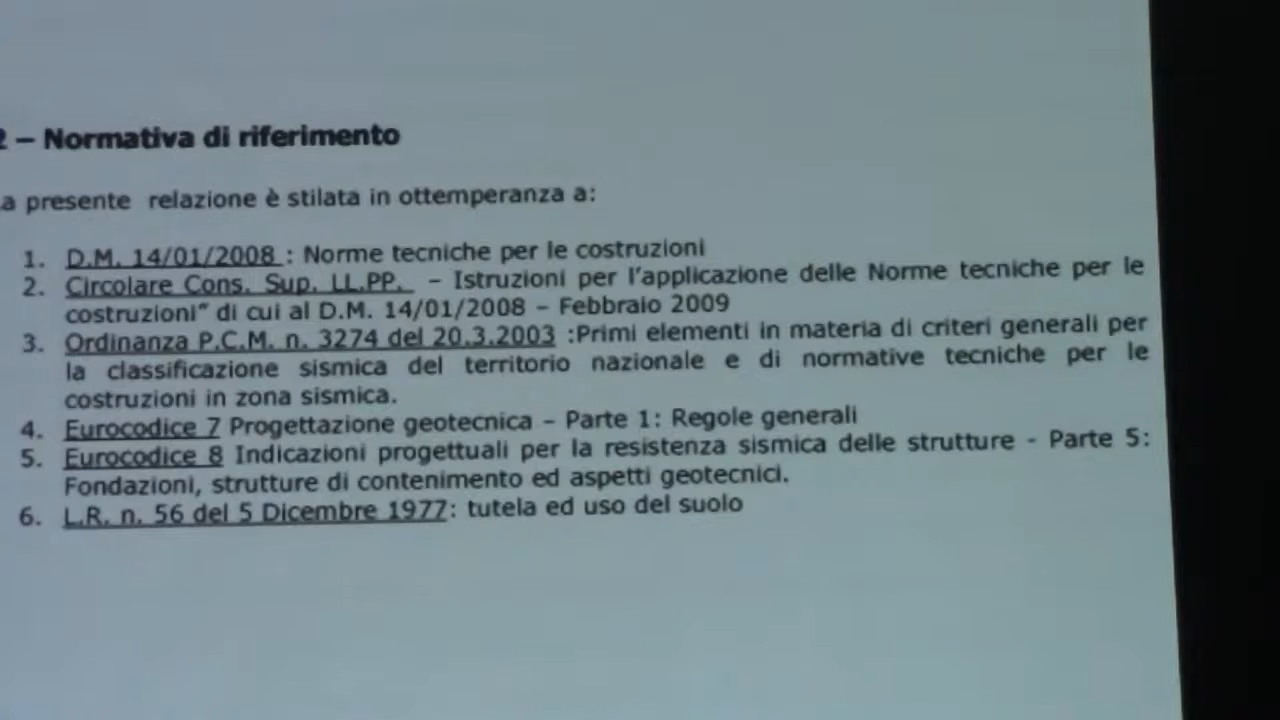 2 – Normativa di riferimento
a presente relazione è stilata in ottemperanza a:
1. D.M. 14/01/2008 : Norme tecniche per le costruzioni
2. Circolare Cons. Sup. LL.PP. – Istruzioni per l'applicazione delle Norme tecniche per le
costruzioni” di cui al D.M. 14/01/2008 – Febbraio 2009
3. Ordinanza P.C.M. n. 3274 del 20.3.2003 :Primi elementi in materia di criteri generali per
la classificazione sismica del territorio nazionale e di normative tecniche per le
costruzioni in zona sismica.
4. Eurocodice 7 Progettazione geotecnica – Parte 1: Regole generali
5. Eurocodice 8 Indicazioni progettuali per la resistenza sismica delle strutture - Parte 5:
Fondazioni, strutture di contenimento ed aspetti geotecnici.
6. L.R. n. 56 del 5 Dicembre 1977: tutela ed uso del suolo